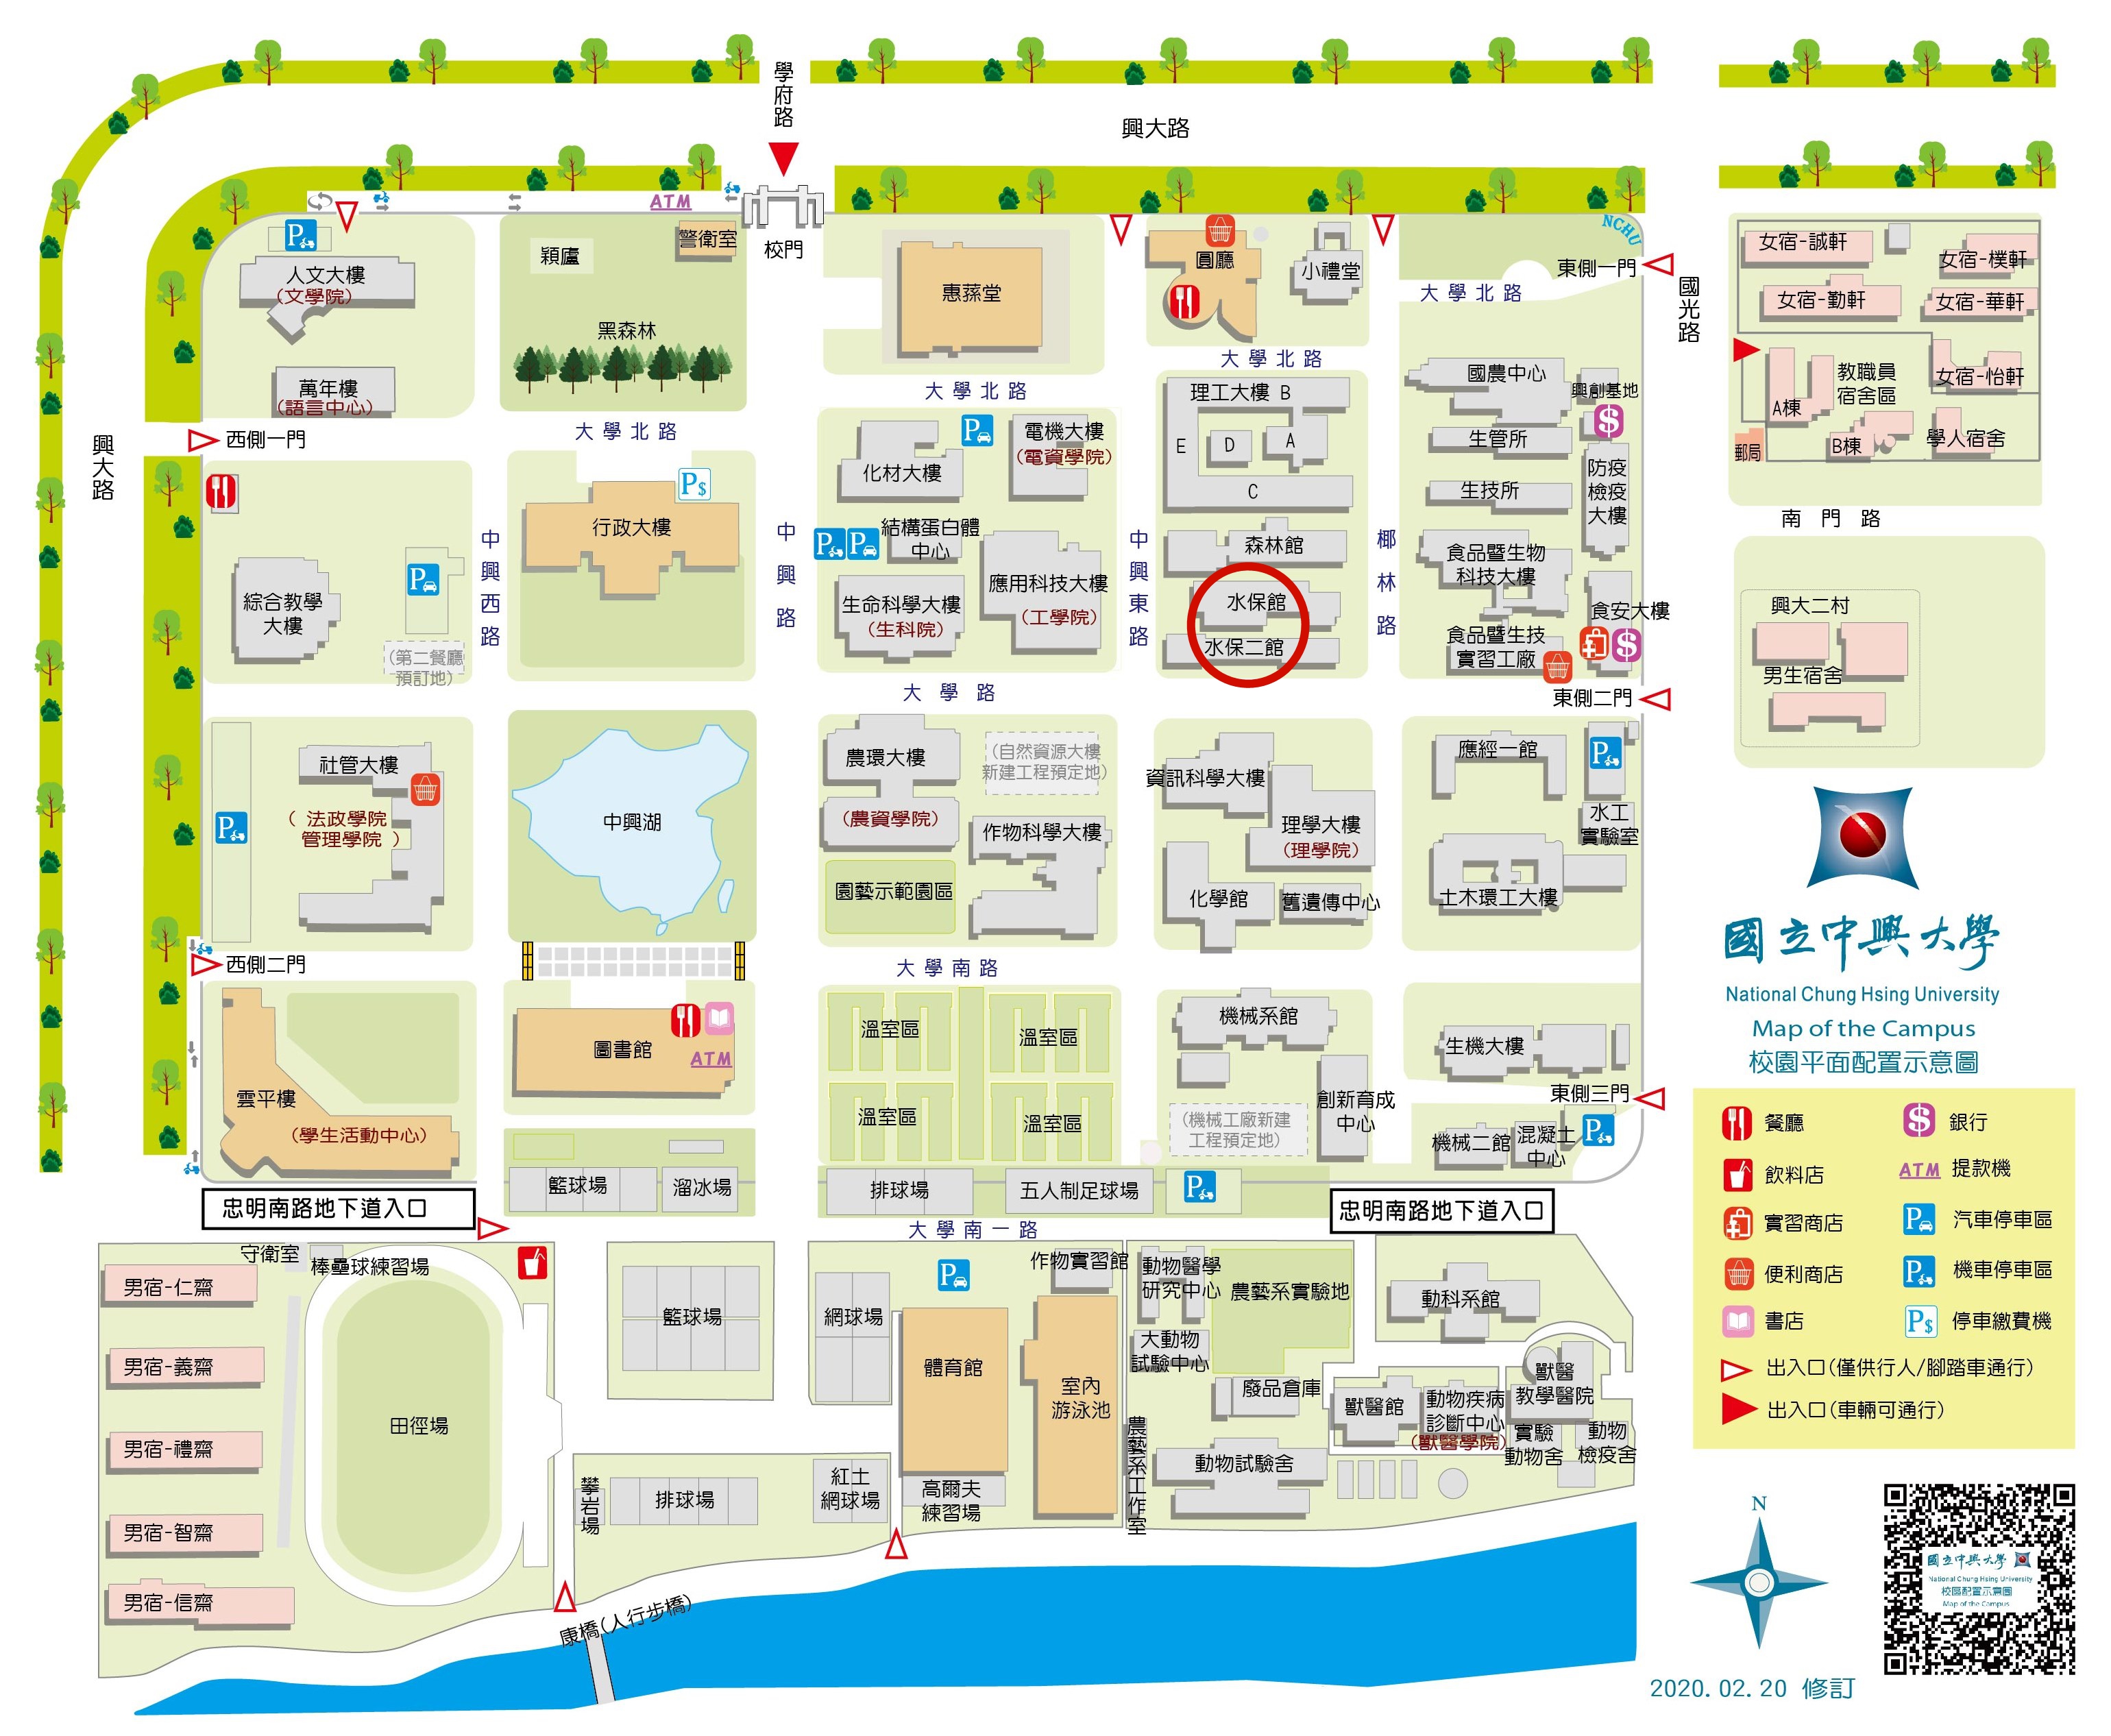 學府路
興大路
ATM
NCHU
人文大樓
(文學院)
萬年樓
(語言中心)
穎廬
警衛室
校門
黑森林
惠蓀堂
圓廳
小禮堂
東側一門
國光路
大學北路
大學北路
大學北路
大學北路
女宿-誠軒
女宿-樸軒
女宿-勤軒
女宿-華軒
女宿-怡軒
教職員
宿舍區
A棟
B棟
郵局
學人宿舍
南門路
興大路
西側一門
中興西路
行政大樓
P$
綜合教學
大樓
(第二餐廳
預訂地)
中興路
化材大樓
電機大樓
(電資學院)
結構蛋白體
中心
生命科學大樓
(生科院)
應用科技大樓
(工學院)
中興東路
理工大樓 B
E
D
A
C
森林館
水保館
水保二館
椰林路
國農中心
興創基地
生管所
生技所
防疫
檢疫
大樓
食品暨生物
科技大樓
食安大樓
食品暨生技
實習工廠
東側二門
大學路
興大二村
男生宿舍
社管大樓
(法政學院
管理學院)
中興湖
農環大樓
(農資學院)
(自然資源大樓
新建工程預定地)
作物科學大樓
園藝示範園區
資訊科學大樓
理學大樓
(理學院)
化學館
舊遺傳中心
應經一館
水工
實驗室
土木環工大樓
西側二門
大學南路
雲平樓
(學生活動中心)
圖書館
ATM
溫室區
溫室區
溫室區
溫室區
機械系館
(機械工廠新建
工程預定地)
創新育成
中心
生機大樓
東側三門
機械二館
混凝土
中心
籃球場
溜冰場
排球場
五人制足球場
忠明南路地下道入口
忠明南路地下道入口
大學南一路
守衛室
棒壘球練習場
男宿-仁齋
男宿-義齋
男宿-禮齋
男宿-智齋
男宿-信齋
田徑場
籃球場
網球場
體育館
室內
游泳池
作物實習館
攀岩場
排球場
紅土
網球場
高爾夫
練習場
農藝系工作室
動物醫學
研究中心
農藝系實驗地
大動物
試驗中心
廢品倉庫
動物試驗舍
動科系館
獸醫館
動物疾病
診斷中心
(獸醫學院)
獸醫
教學醫院
實驗
動物舍
動物
檢疫舍
康橋(人行步橋)
國立中興大學
National Chung Hsing University
Map of the Campus
校園平面配置示意圖
餐廳
$ 銀行
飲料店
ATM 提款機
實習商店
P 汽車停車區
便利商店
P 機車停車區
書店
P$ 停車繳費機
出入口(僅供行人/腳踏車通行)
出入口(車輛可通行)
N
國立中興大學
National Chung Hsing University
校區配置示意圖
Map of the Campus
2020.02.20 修訂